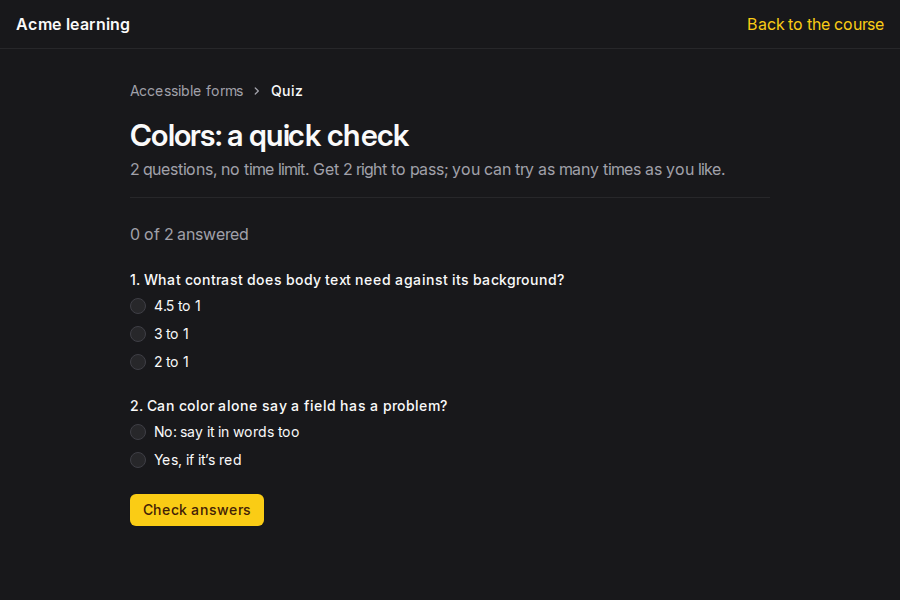 Acme learning
Back to the course
Accessible forms > Quiz
Colors: a quick check
2 questions, no time limit. Get 2 right to pass; you can try as many times as you like.
0 of 2 answered
1. What contrast does body text need against its background?
4.5 to 1
3 to 1
2 to 1
2. Can color alone say a field has a problem?
No: say it in words too
Yes, if it’s red
Check answers